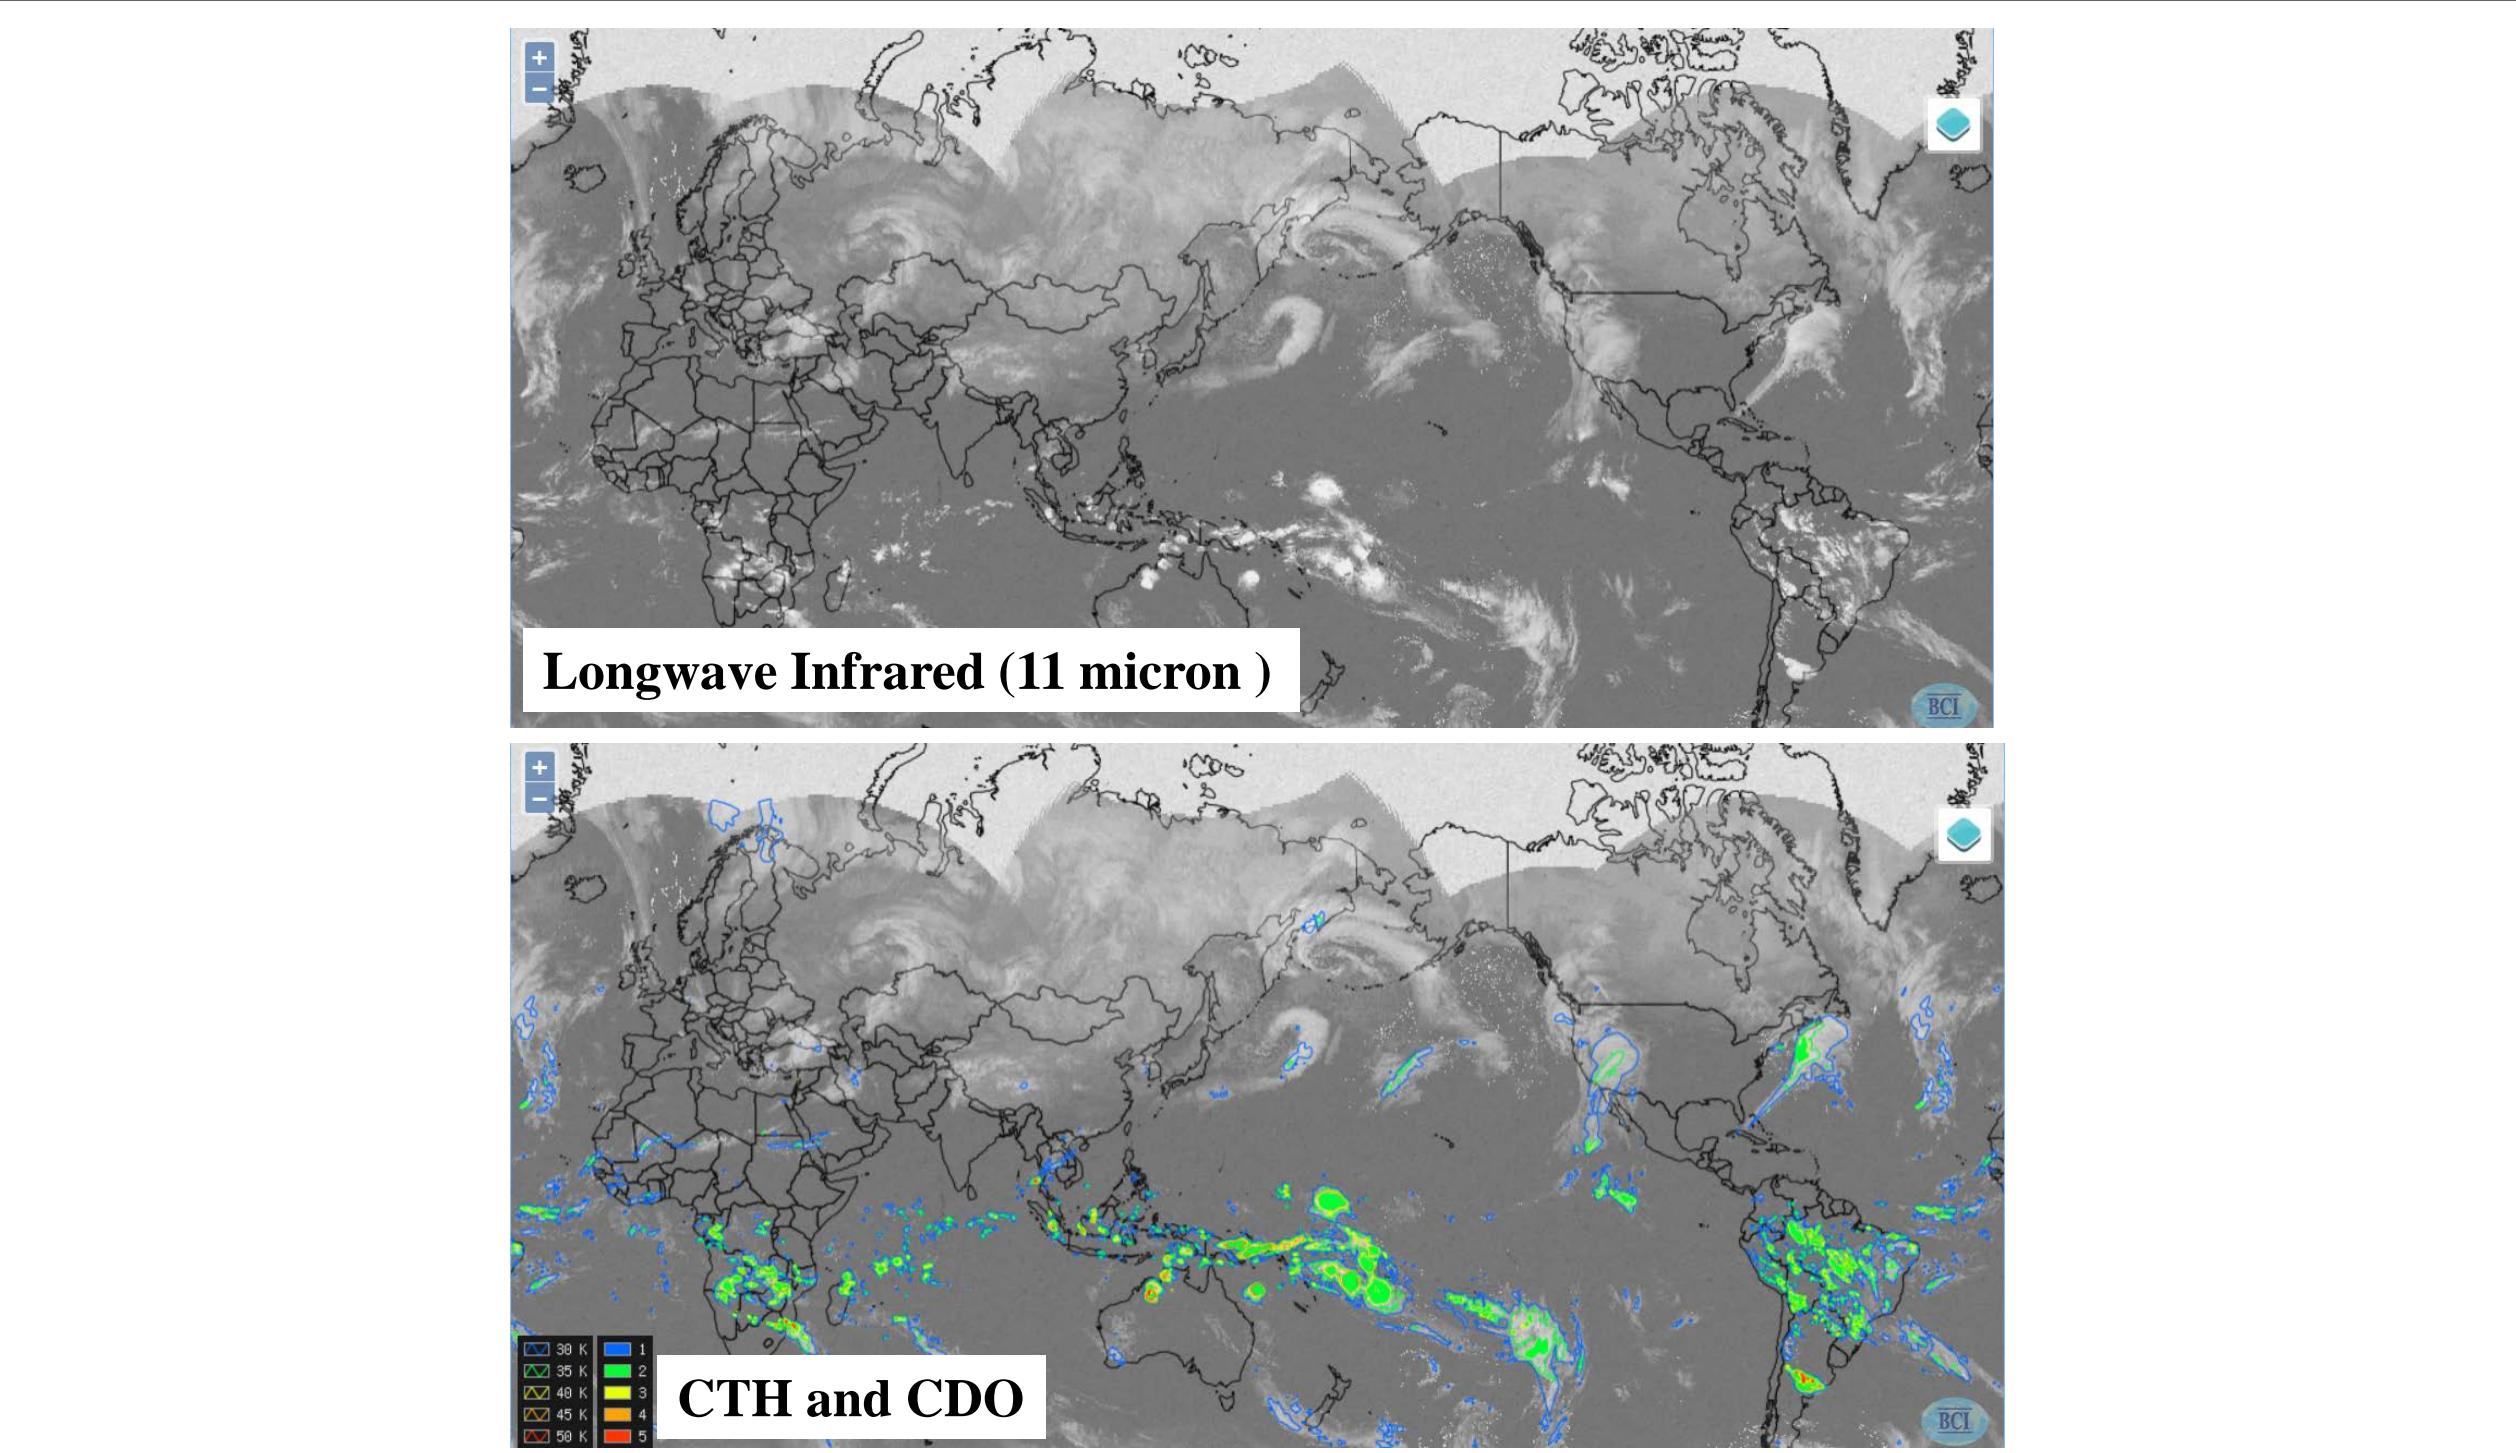 +
−
Longwave Infrared (11 micron )
BCI
+
−
30 K 1
35 K 2
40 K 3
45 K 4
50 K 5
CTH and CDO
BCI